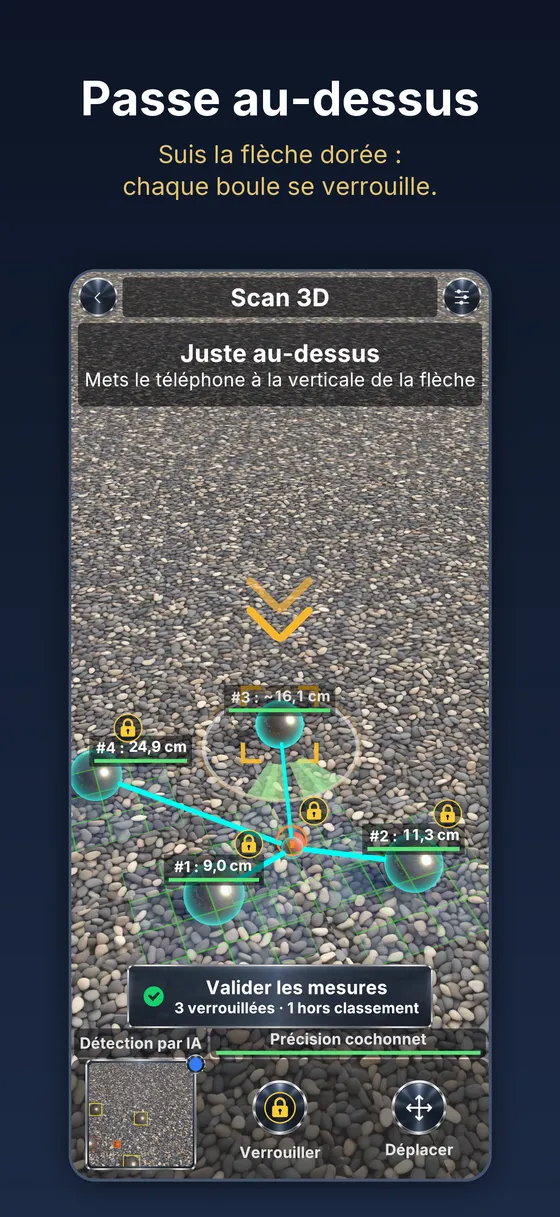 Passe au-dessus
Suis la flèche dorée :
chaque boule se verrouille.
Scan 3D
Juste au-dessus
Mets le téléphone à la verticale de la flèche
#3 : ~16,1 cm
#4 : 24,9 cm
#2 : 11,3 cm
#1 : 9,0 cm
Valider les mesures
3 verrouillées · 1 hors classement
Détection par IA
Précision cochonnet
Verrouiller
Déplacer